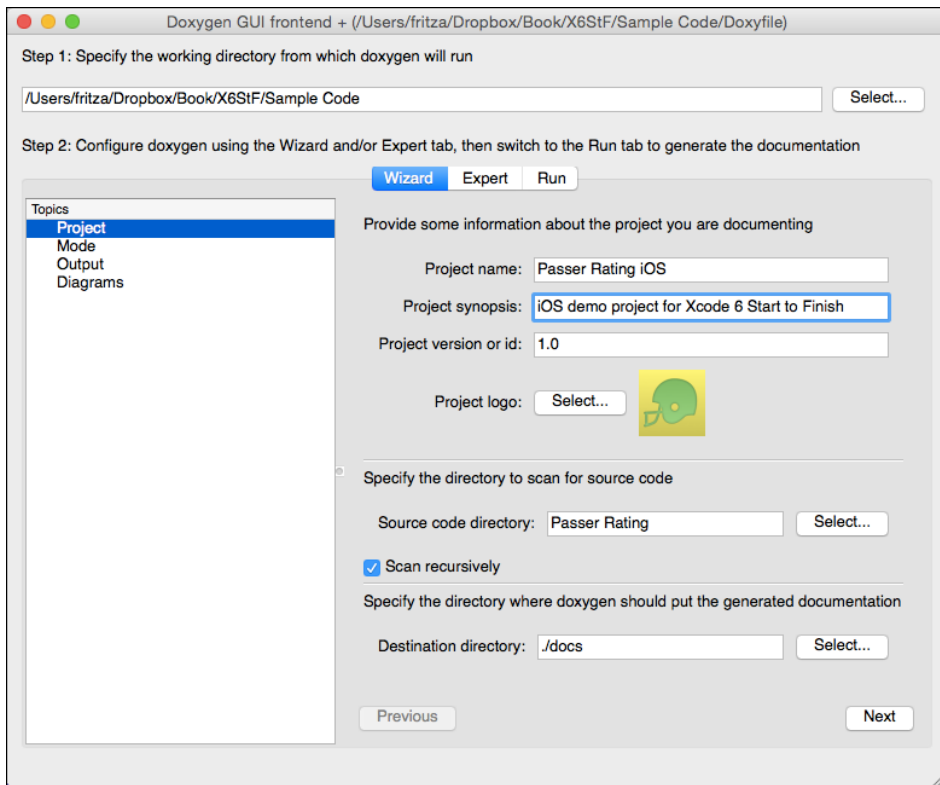 Doxygen GUI frontend + (/Users/fritza/Dropbox/Book/X6StF/Sample Code/Doxyfile)
Step 1: Specify the working directory from which doxygen will run
/Users/fritza/Dropbox/Book/X6StF/Sample Code Select...
Step 2: Configure doxygen using the Wizard and/or Expert tab, then switch to the Run tab to generate the documentation
Wizard Expert Run
Topics
Project
Mode
Output
Diagrams
Provide some information about the project you are documenting
Project name: Passer Rating iOS
Project synopsis: iOS demo project for Xcode 6 Start to Finish
Project version or id: 1.0
Project logo: Select...
Specify the directory to scan for source code
Source code directory: Passer Rating Select...
Scan recursively
Specify the directory where doxygen should put the generated documentation
Destination directory: ./docs Select...
Previous Next